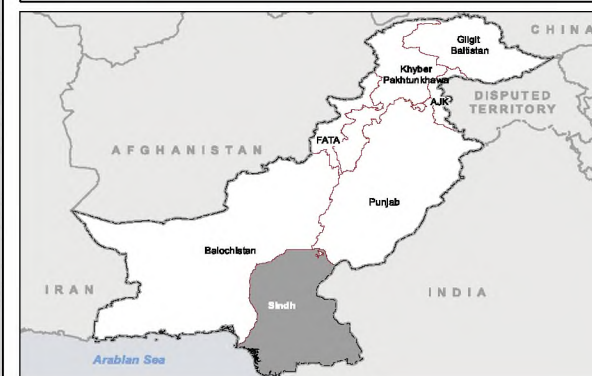 CHINA
Gilgit
Baltistan
Khyber
Pakhtunkhawa
DISPUTED
TERRITORY
AJK
FATA
AFGHANISTAN
Punjab
Balochistan
IRAN
INDIA
Sindh
Arabian Sea